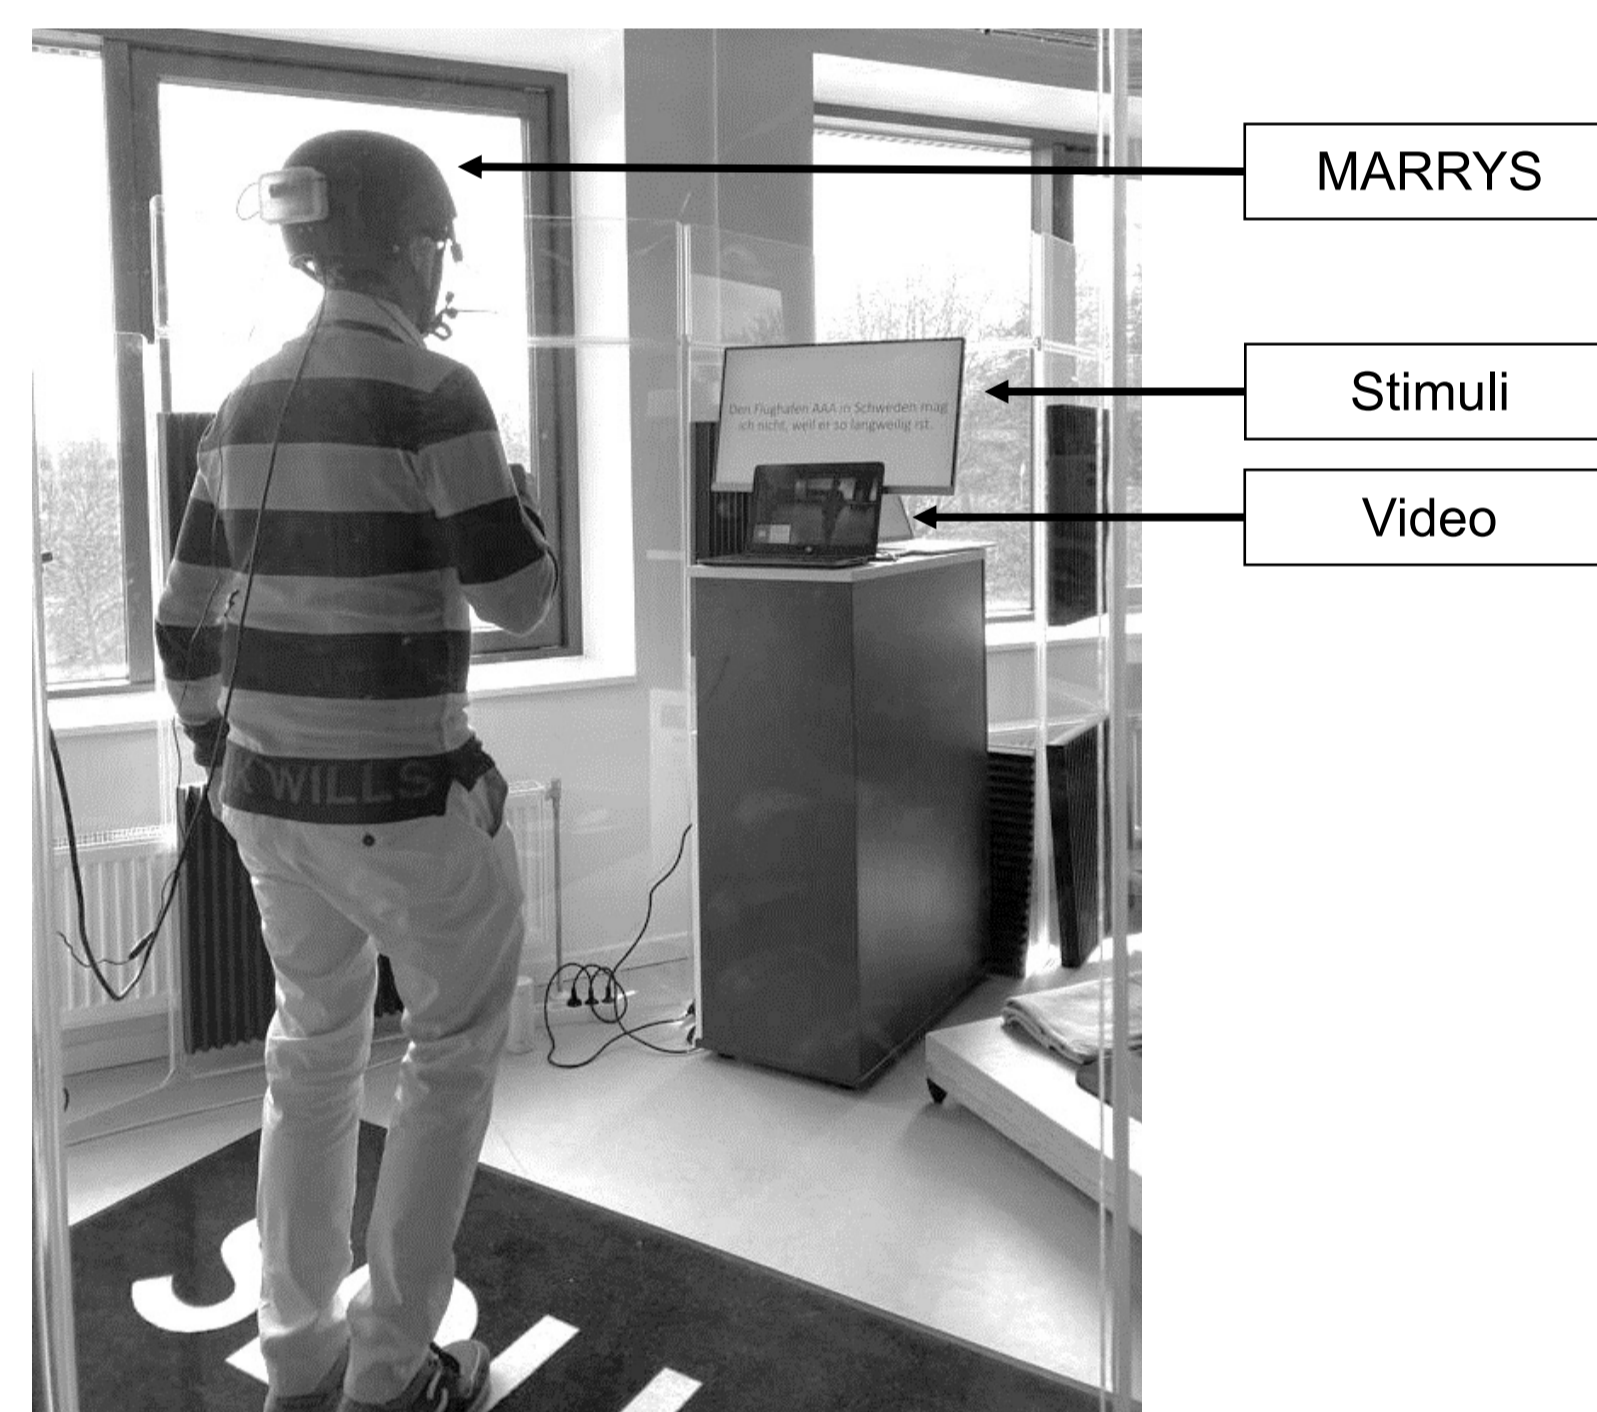 MARRYS
Stimuli
Den Flughafen AAA in Schweden mag
ich nicht, weil er so langweilig ist.
Video
K WILLS